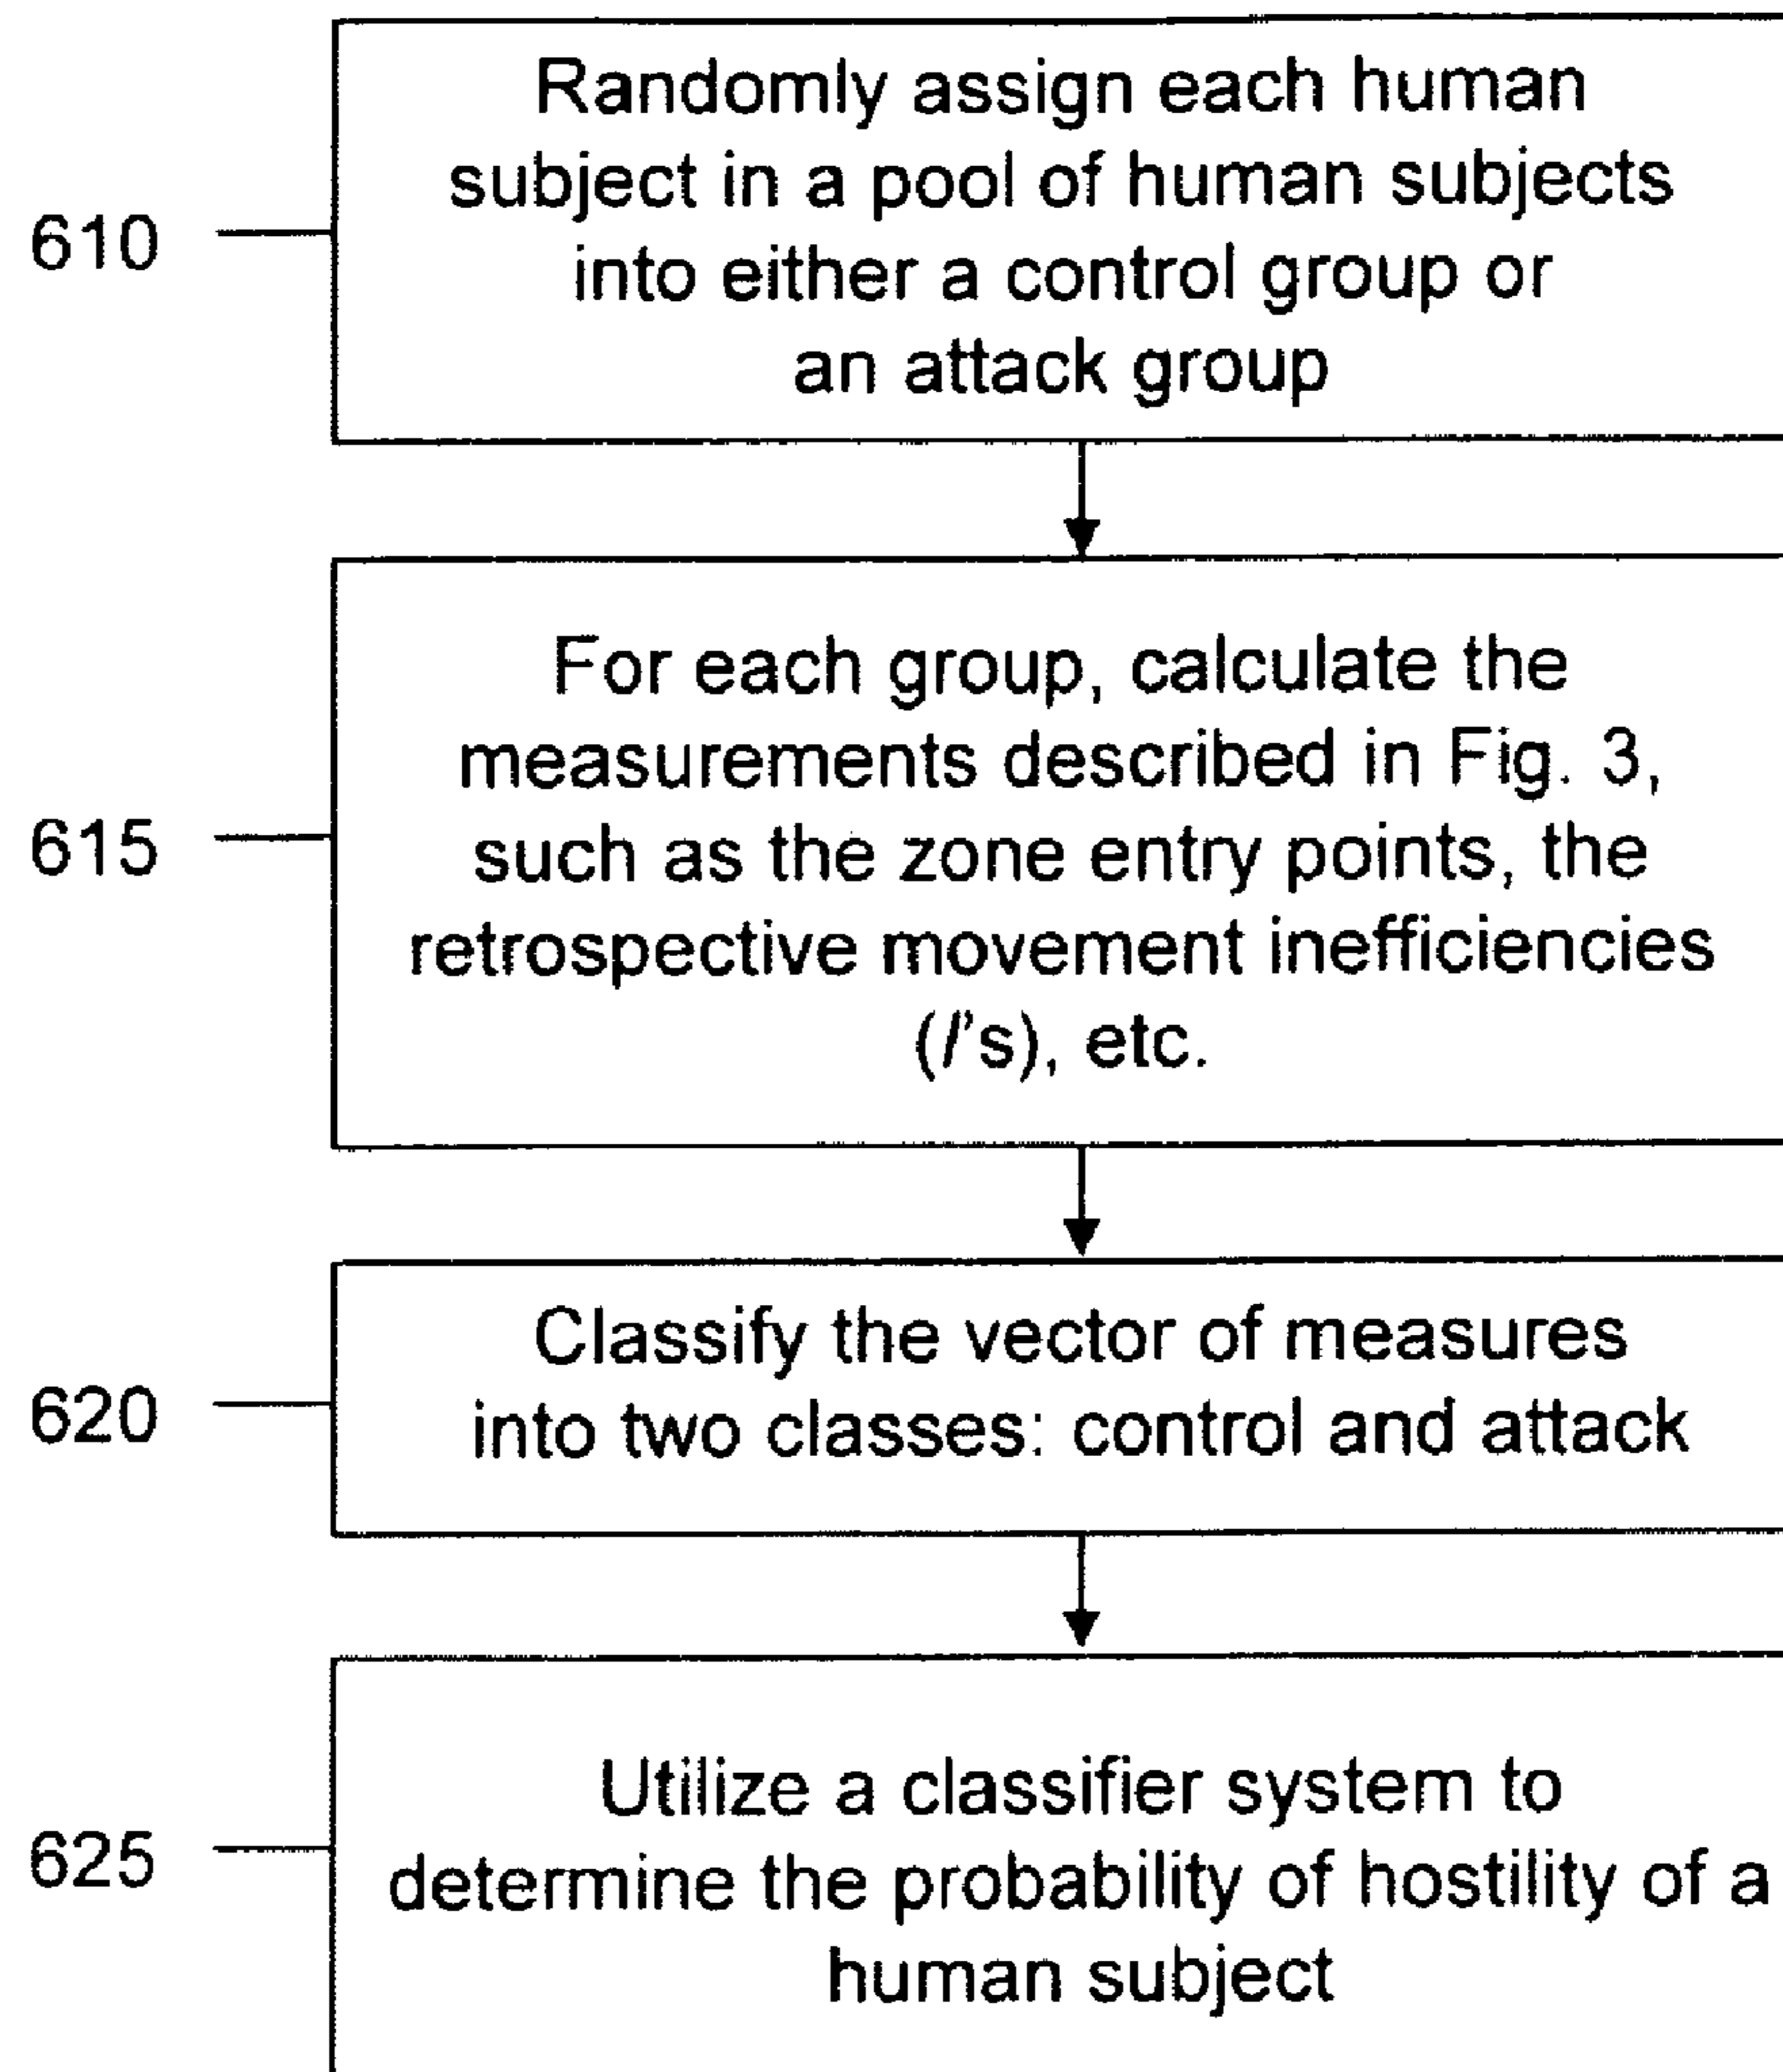 Randomly assign each human
subject in a pool of human subjects
610
into either a control group or
an attack group
For each group, calculate the
measurements described in Fig. 3,
615
such as the zone entry points, the
retrospective movement inefficiencies
(I's), etc.
Classify the vector of measures
620
into two classes: control and attack
Utilize a classifier system to
625
determine the probability of hostility of a
human subject